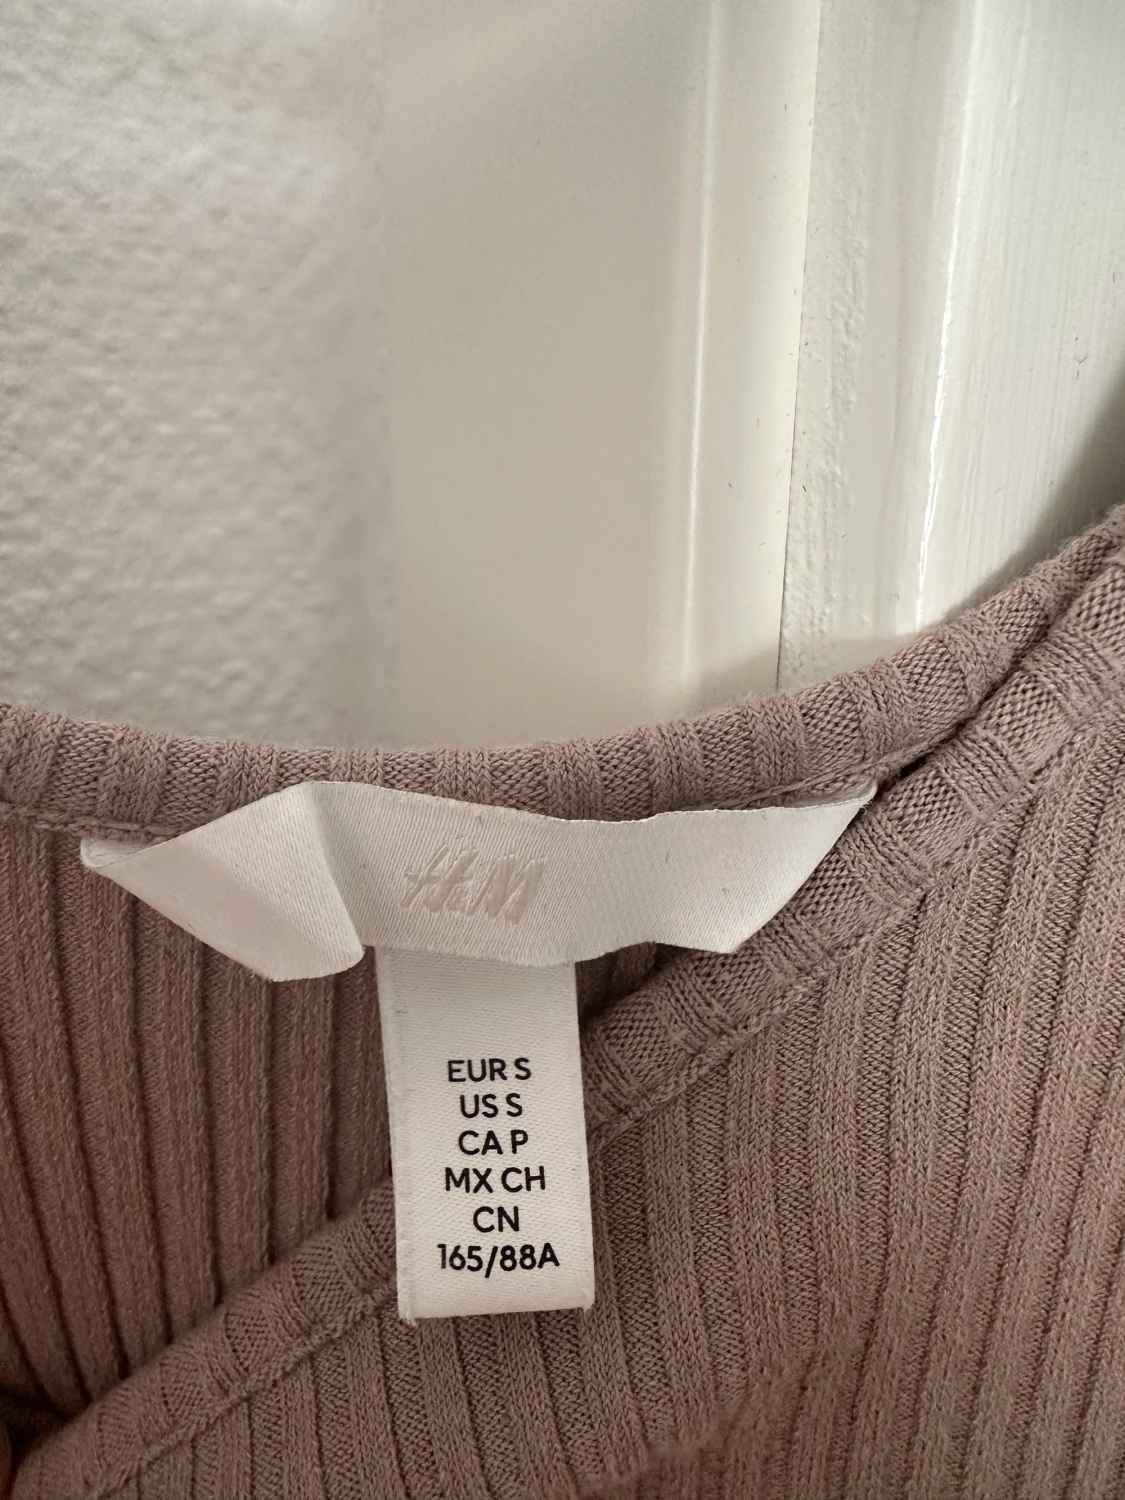 H&M
EUR S
US S
CA P
MX CH
CN
165/88A